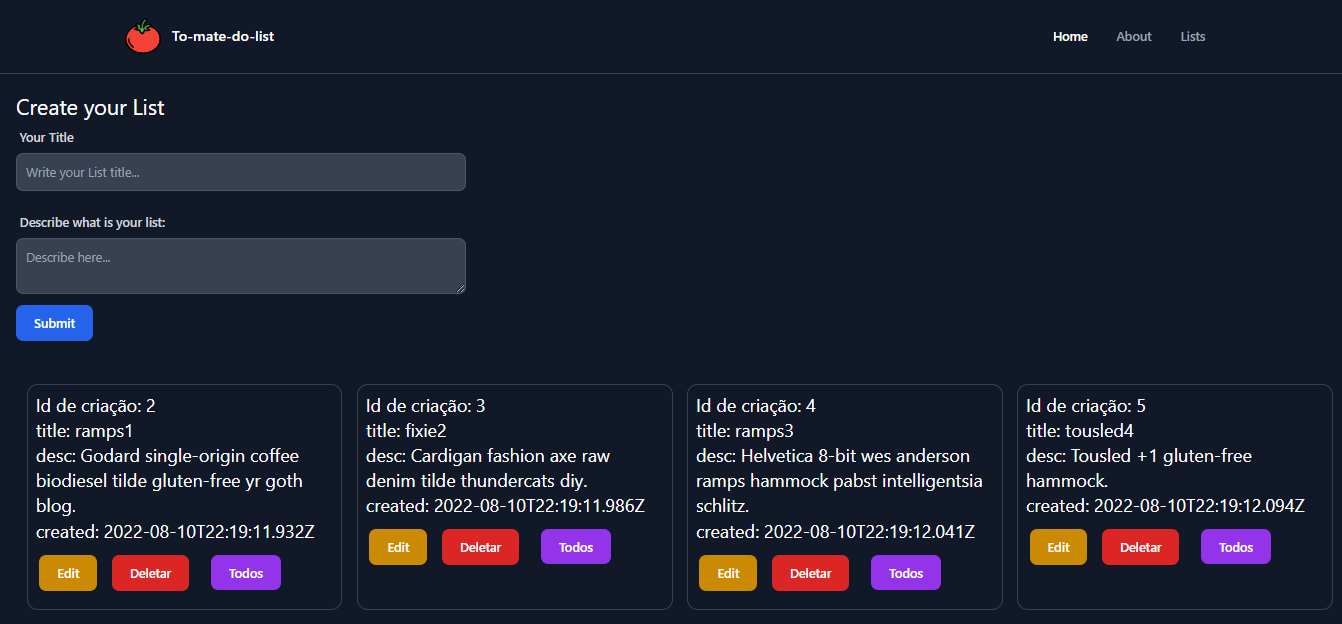 To-mate-do-list
Home About Lists
Create your List
Your Title
Write your List title...
Describe what is your list:
Describe here...
Submit
Id de criação: 2
title: ramps1
desc: Godard single-origin coffee
biodiesel tilde gluten-free yr goth
blog.
created: 2022-08-10T22:19:11.932Z
Edit Deletar Todos
Id de criação: 3
title: fixie2
desc: Cardigan fashion axe raw
denim tilde thundercats diy.
created: 2022-08-10T22:19:11.986Z
Edit Deletar Todos
Id de criação: 4
title: ramps3
desc: Helvetica 8-bit wes anderson
ramps hammock pabst intelligentsia
schlitz.
created: 2022-08-10T22:19:12.041Z
Edit Deletar Todos
Id de criação: 5
title: tousled4
desc: Tousled +1 gluten-free
hammock.
created: 2022-08-10T22:19:12.094Z
Edit Deletar Todos